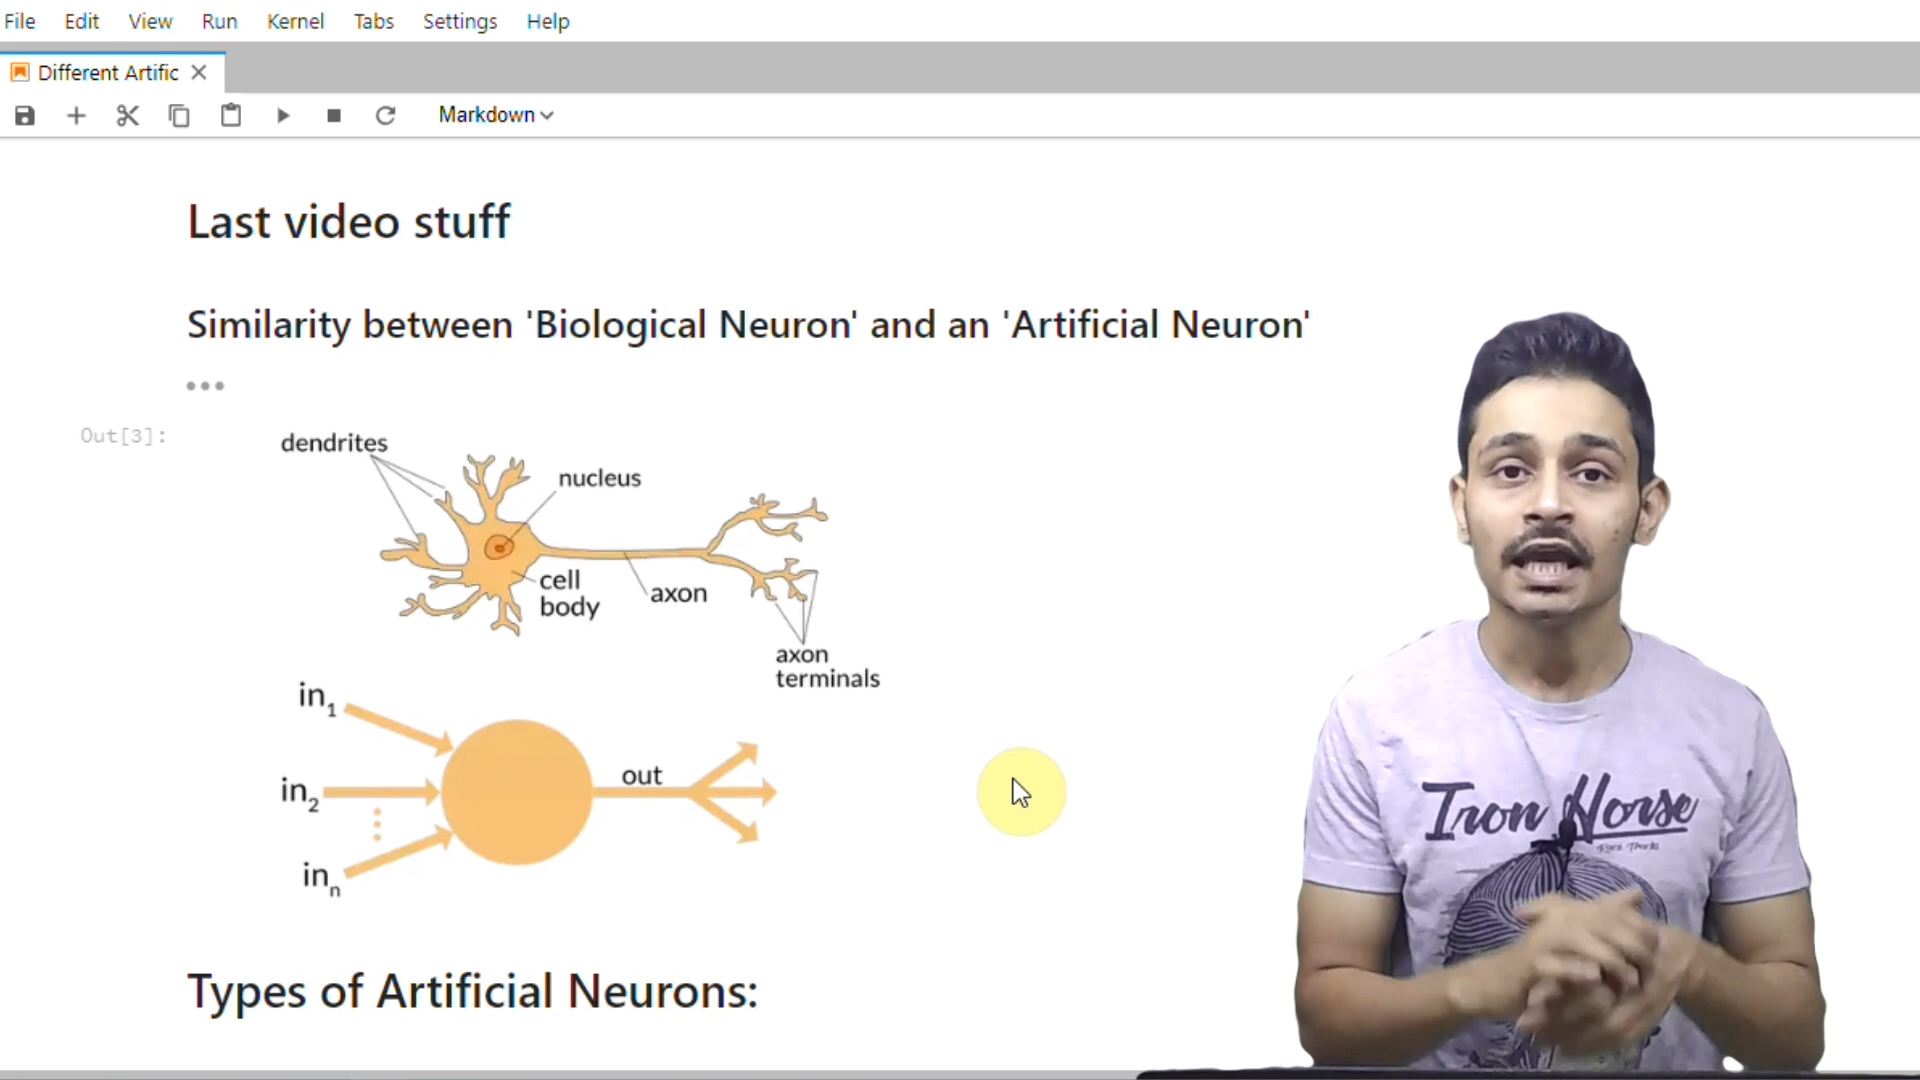 File Edit View Run Kernel Tabs Settings Help
Different Artific
Markdown
Last video stuff
Similarity between 'Biological Neuron' and an 'Artificial Neuron'
Out[3]:
dendrites
nucleus
cell
body
axon
axon
terminals
in1
in2
out
inn
Iron Horse
Types of Artificial Neurons: